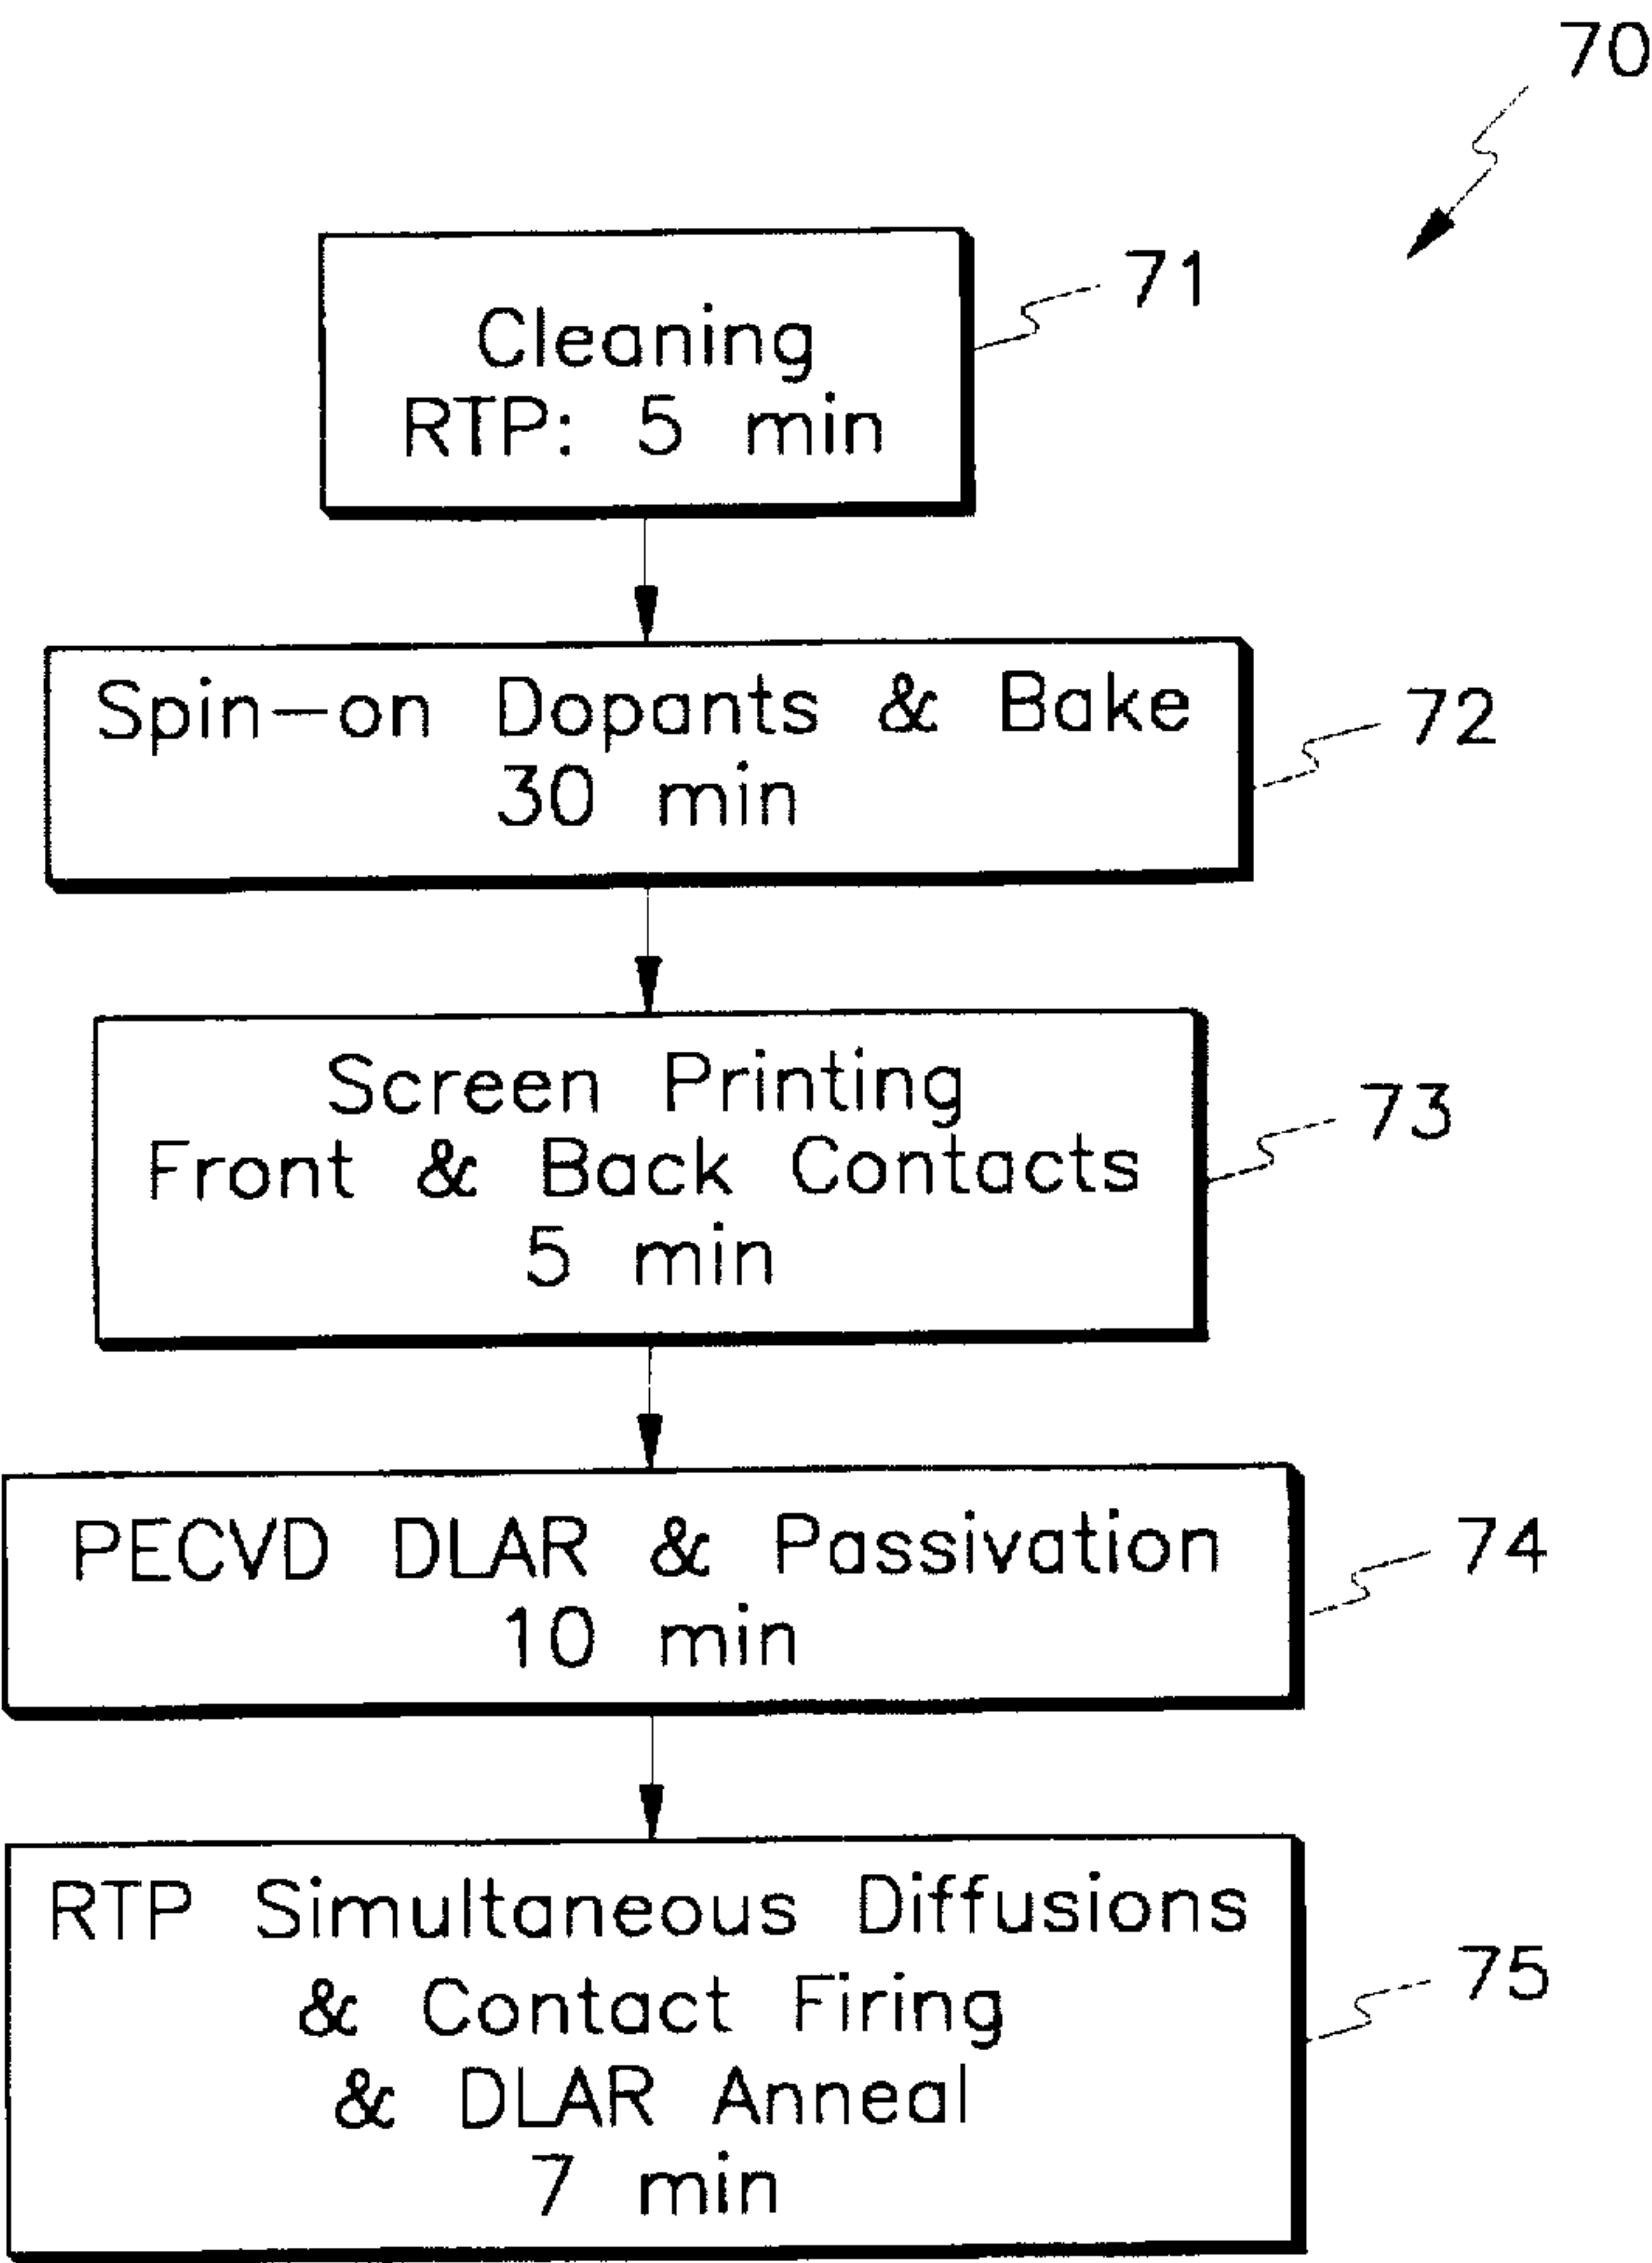 70
Cleaning
RTP: 5 min
71
Spin-on Dopants & Bake
30 min
72
Screen Printing
Front & Back Contacts
5 min
73
PECVD DLAR & Passivation
10 min
74
RTP Simultaneous Diffusions
& Contact Firing
& DLAR Anneal
7 min
75